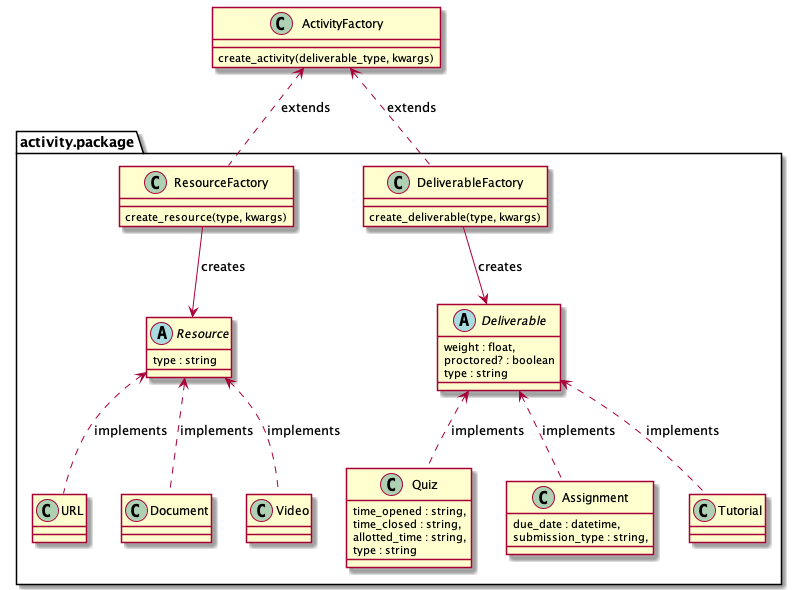 C ActivityFactory
create_activity(deliverable_type, kwargs)
extends
extends
activity.package
C ResourceFactory
create_resource(type, kwargs)
C DeliverableFactory
create_deliverable(type, kwargs)
creates
creates
A Resource
type : string
A Deliverable
weight : float,
proctored? : boolean
type : string
implements
implements
implements
implements
implements
implements
C URL
C Document
C Video
C Quiz
time_opened : string,
time_closed : string,
allotted_time : string,
type : string
C Assignment
due_date : datetime,
submission_type : string,
C Tutorial